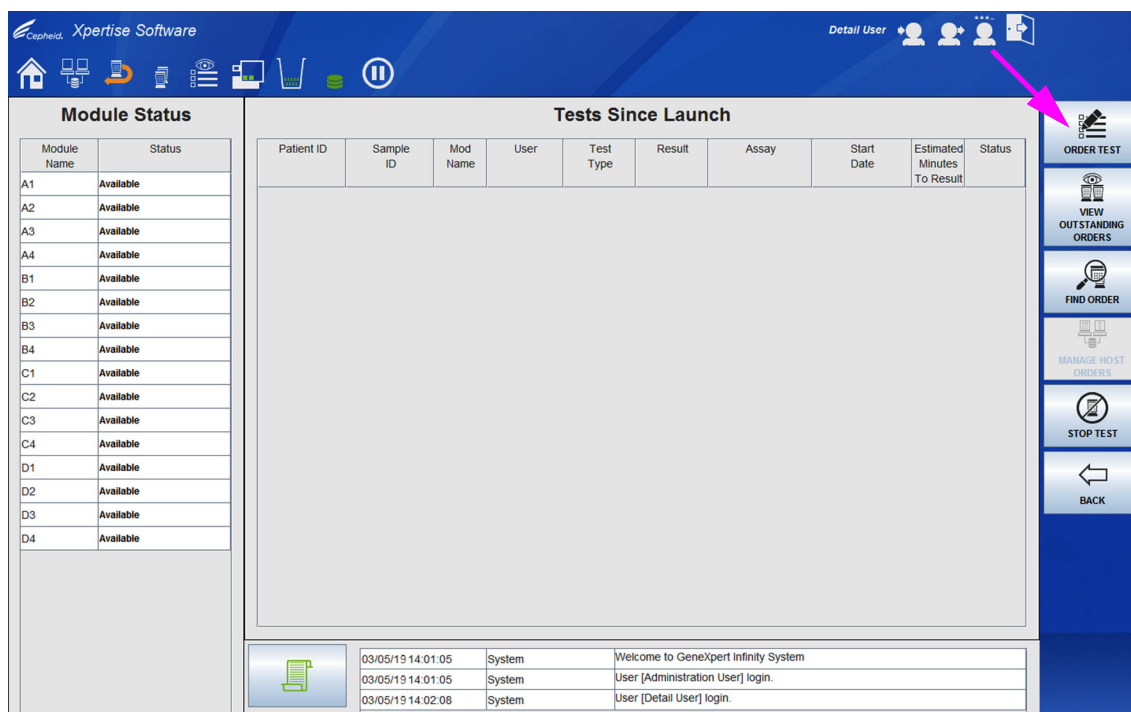 Cepheid. Xpertise Software
Detail User
Module Status
Module Name
Status
A1 Available
A2 Available
A3 Available
A4 Available
B1 Available
B2 Available
B3 Available
B4 Available
C1 Available
C2 Available
C3 Available
C4 Available
D1 Available
D2 Available
D3 Available
D4 Available
Tests Since Launch
Patient ID
Sample ID
Mod Name
User
Test Type
Result
Assay
Start Date
Estimated Minutes To Result
Status
03/05/19 14:01:05 System Welcome to GeneXpert Infinity System
03/05/19 14:01:05 System User [Administration User] login.
03/05/19 14:02:08 System User [Detail User] login.
ORDER TEST
VIEW
OUTSTANDING
ORDERS
FIND ORDER
MANAGE HOST
ORDERS
STOP TEST
BACK